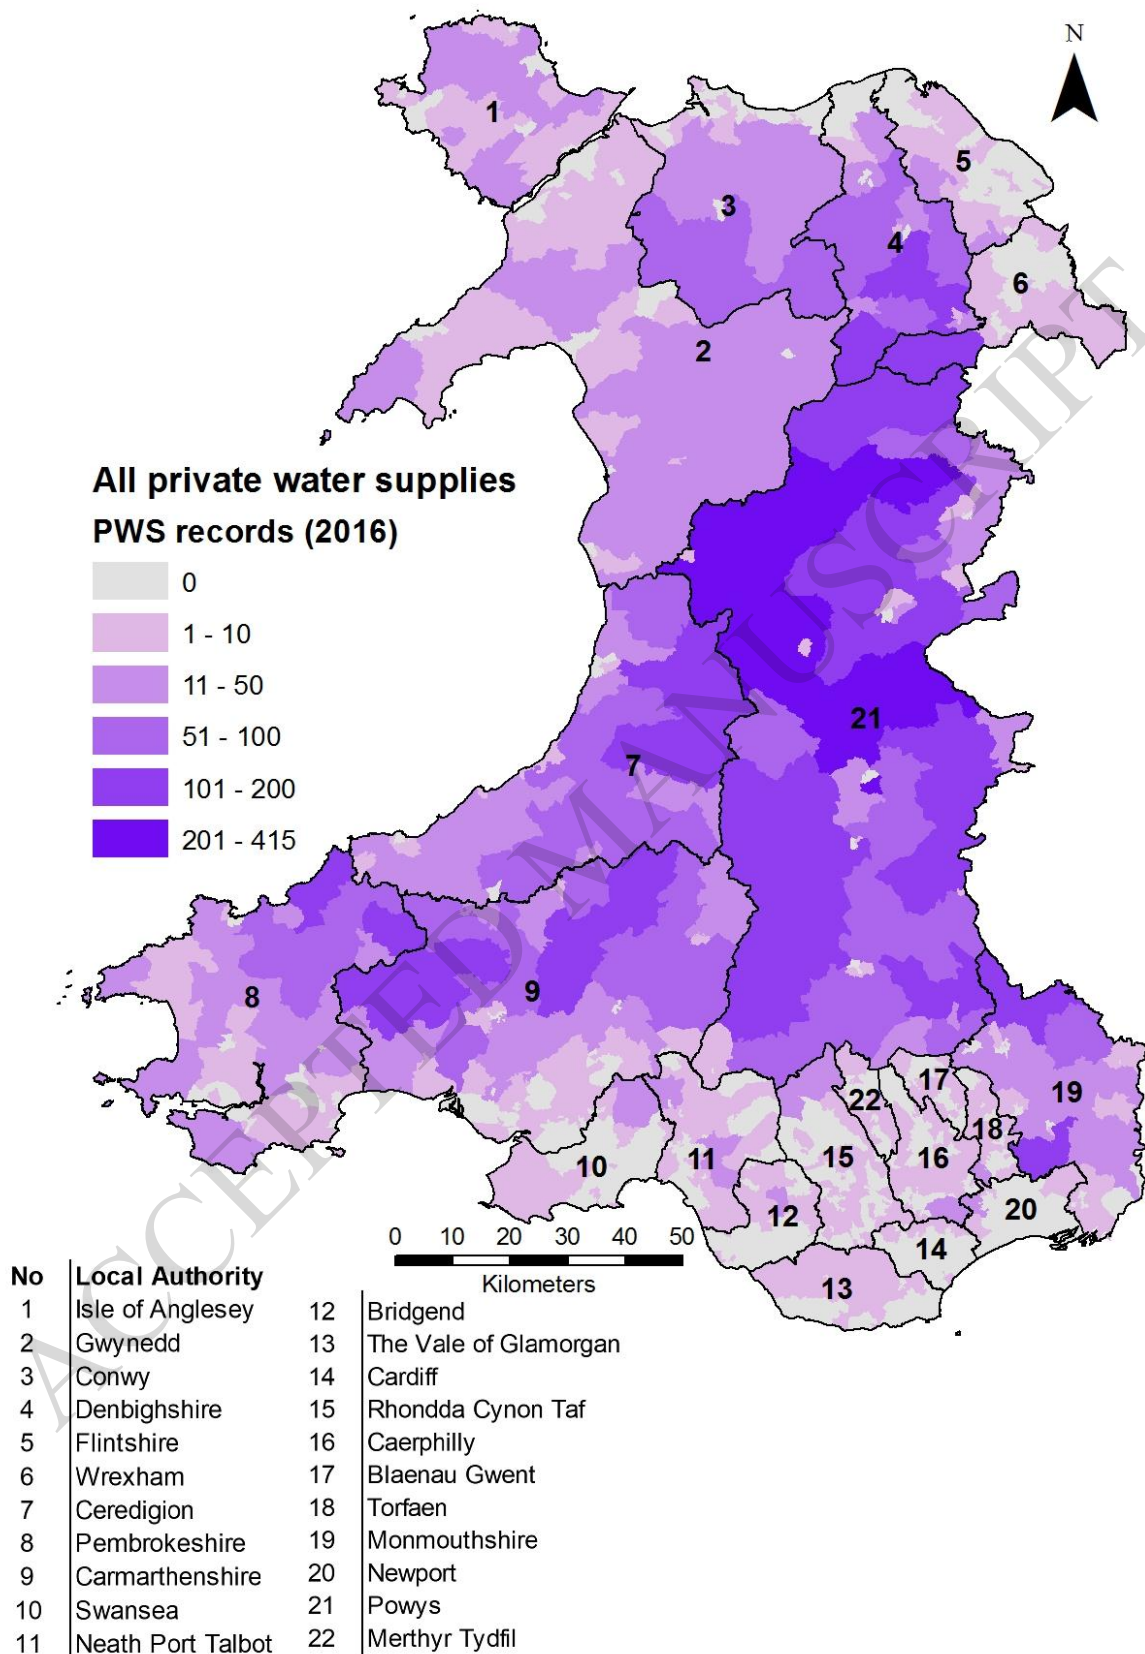 N
1
5
3
4
6
2
All private water supplies
PWS records (2016)
0
1 - 10
11 - 50
51 - 100
101 - 200
201 - 415
21
7
9
8
17
19
22
18
15
16
11
10
20
12
14
13
0 10 20 30 40 50
Kilometers
No Local Authority
1 Isle of Anglesey
2 Gwynedd
3 Conwy
4 Denbighshire
5 Flintshire
6 Wrexham
7 Ceredigion
8 Pembrokeshire
9 Carmarthenshire
10 Swansea
11 Neath Port Talbot
12 Bridgend
13 The Vale of Glamorgan
14 Cardiff
15 Rhondda Cynon Taf
16 Caerphilly
17 Blaenau Gwent
18 Torfaen
19 Monmouthshire
20 Newport
21 Powys
22 Merthyr Tydfil
ACCEPTED MANUSCRIPT